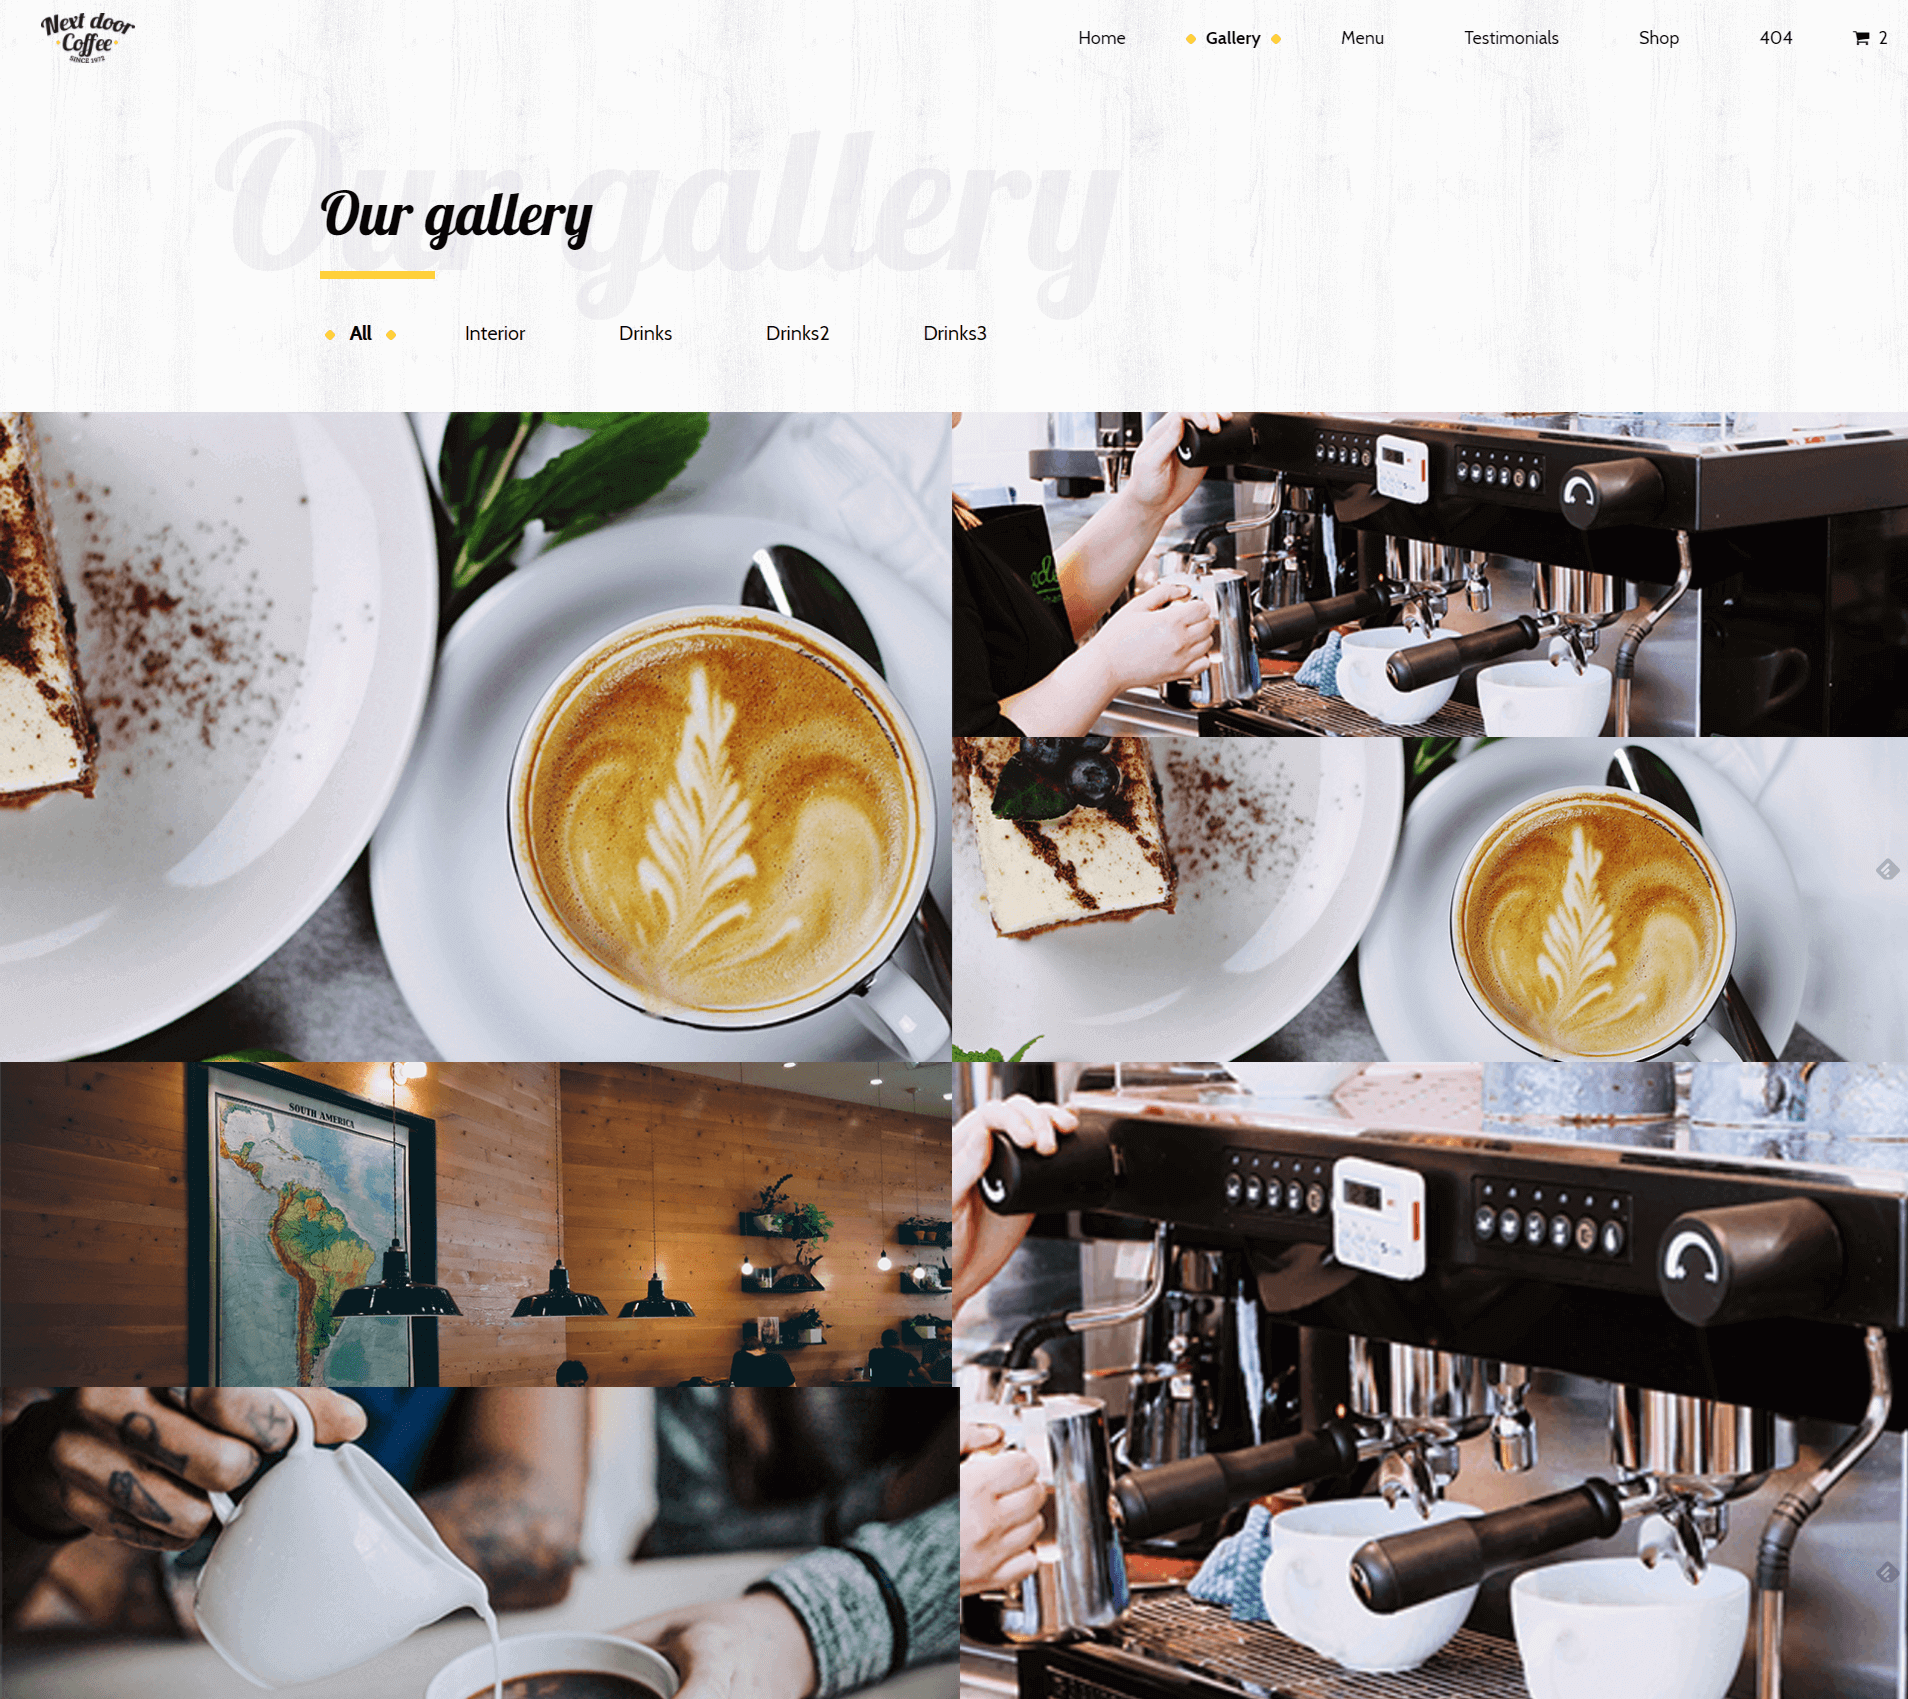 Next door
Coffee
SINCE 1972
Home
Gallery
Menu
Testimonials
Shop
404
2
Our gallery
Our gallery
All
Interior
Drinks
Drinks2
Drinks3
SOUTH AMERICA